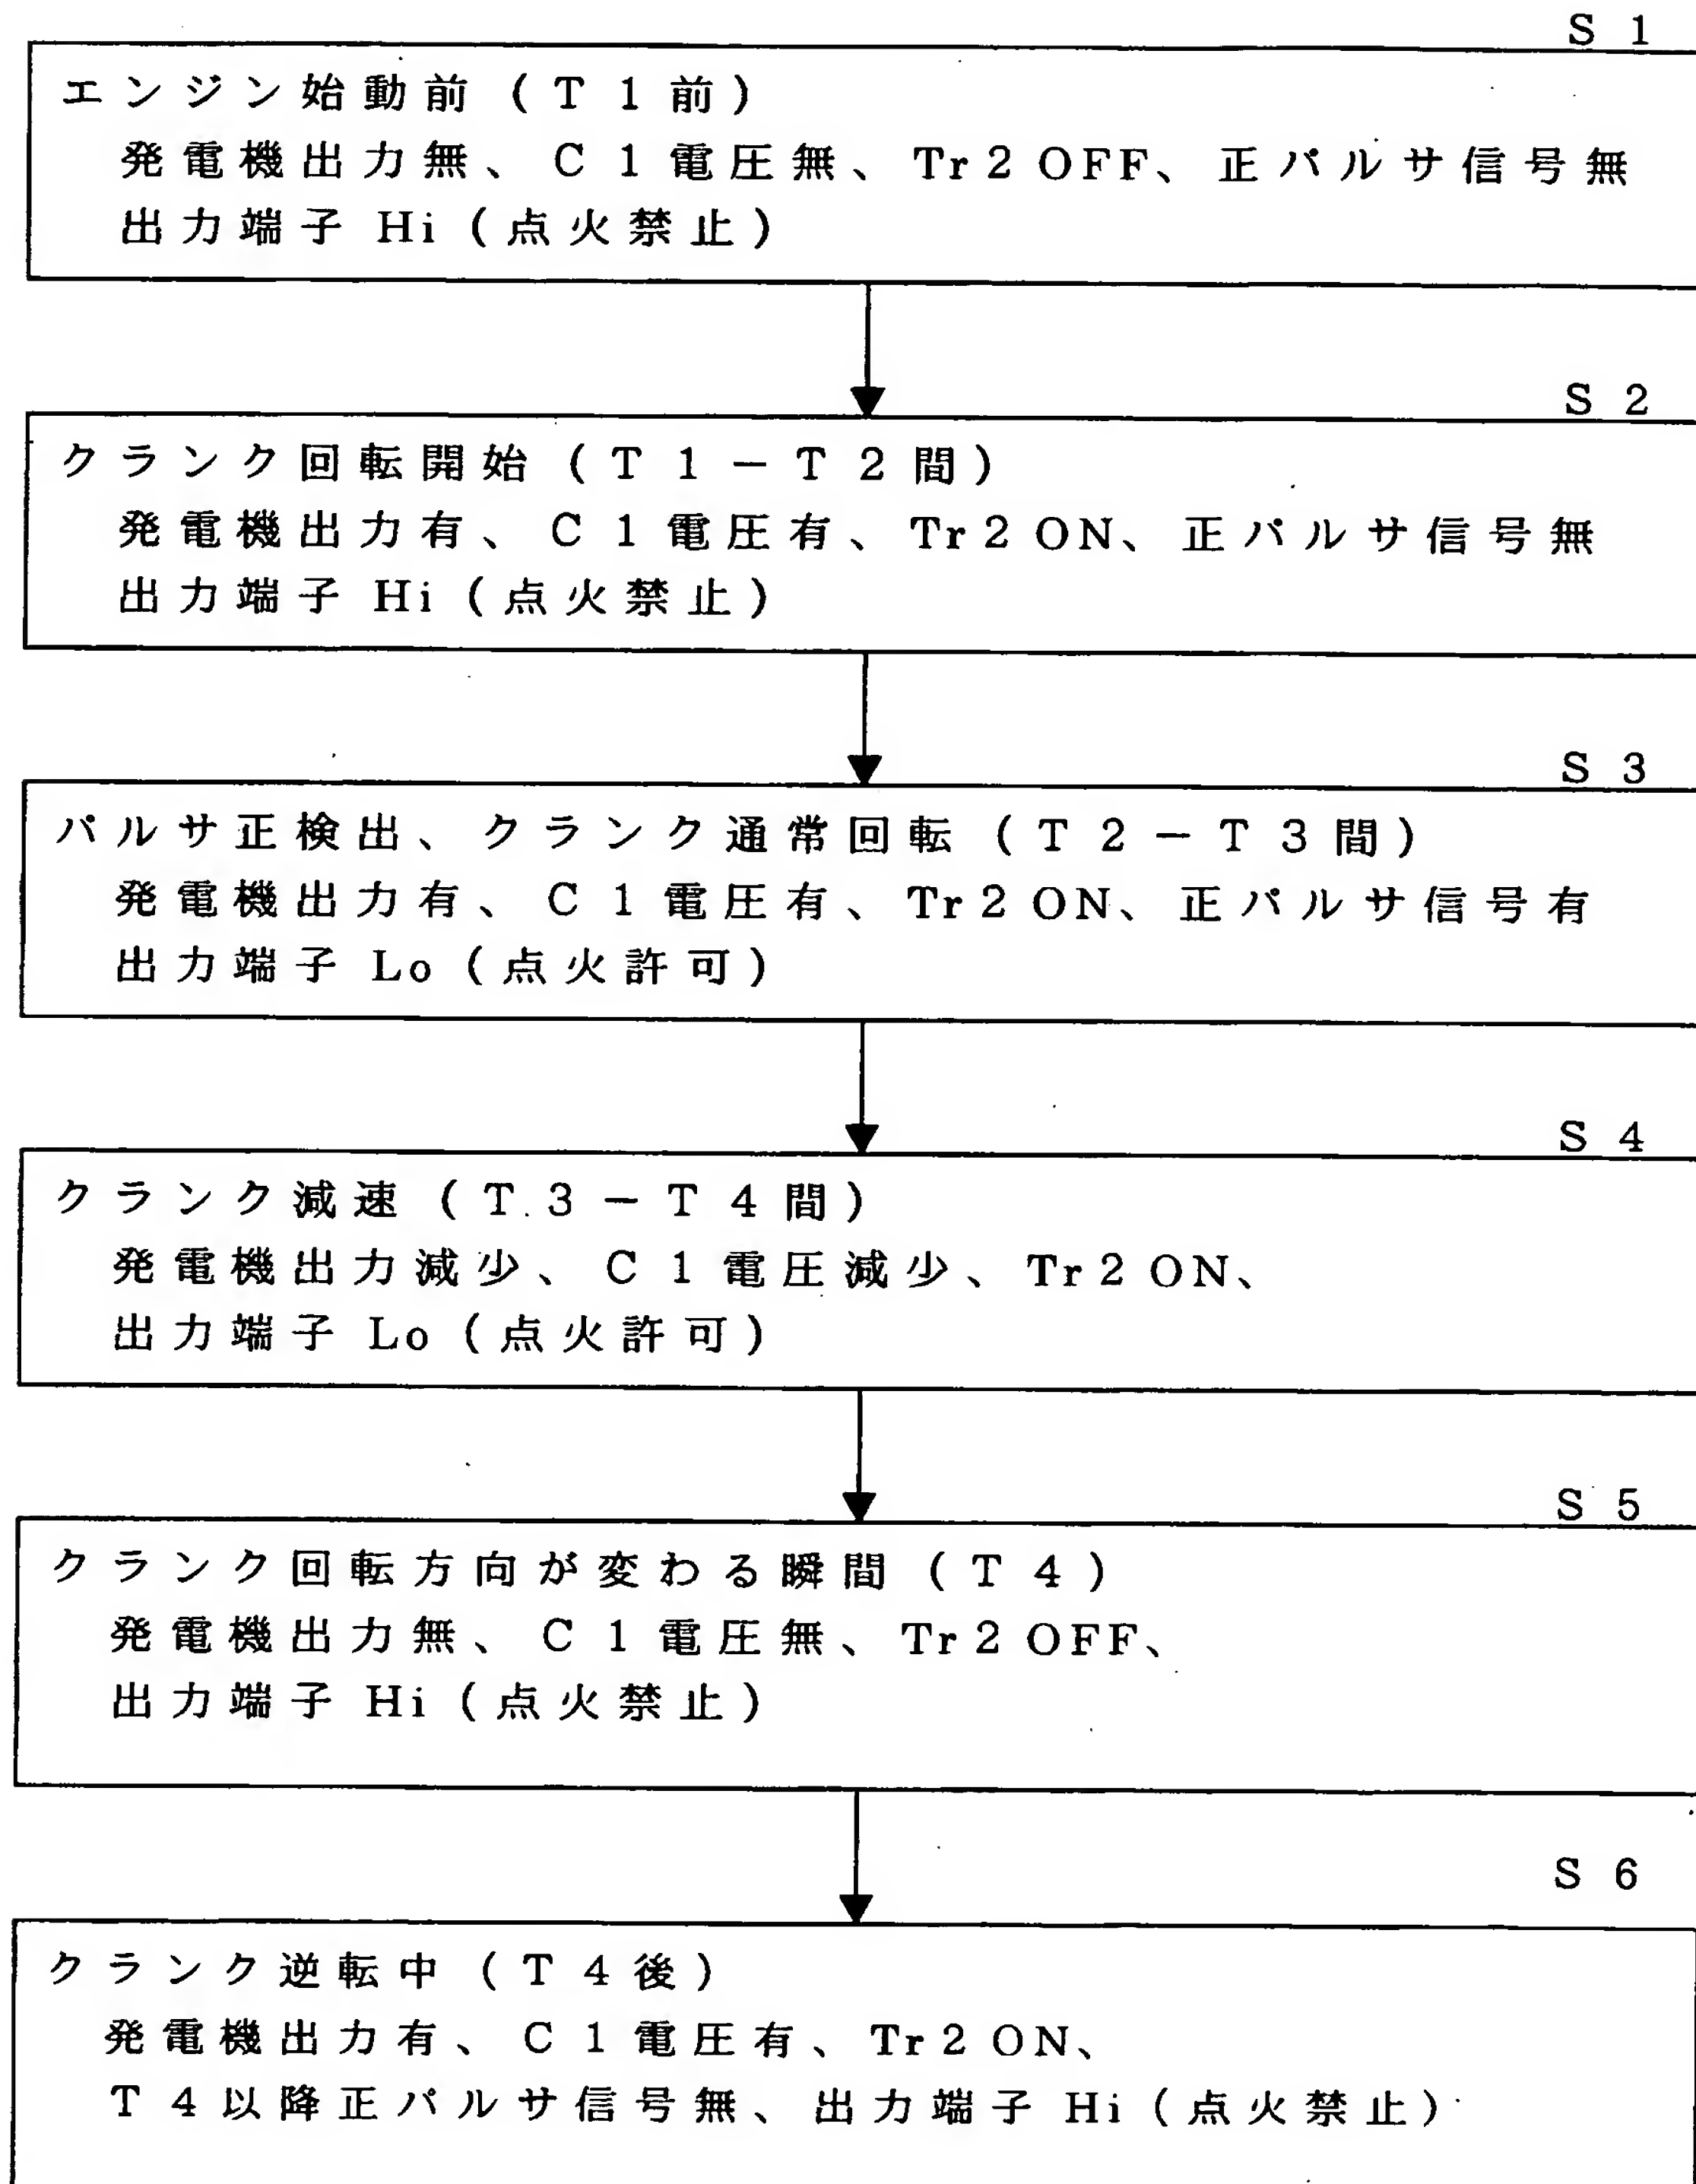 S 1
エンジン始動前(T 1前)
発電機出力無、C 1電圧無、Tr2 OFF、正パルサ信号無
出力端子 Hi(点火禁止)
S 2
クランク回転開始(T 1-T 2間)
発電機出力有、C 1電圧有、Tr2 ON、正パルサ信号無
出力端子 Hi(点火禁止)
S 3
パルサ正検出、クランク通常回転(T 2-T 3間)
発電機出力有、C 1電圧有、Tr2 ON、正パルサ信号有
出力端子 Lo(点火許可)
S 4
クランク減速(T 3-T 4間)
発電機出力減少、C 1電圧減少、Tr2 ON、
出力端子 Lo(点火許可)
S 5
クランク回転方向が変わる瞬間(T 4)
発電機出力無、C 1電圧無、Tr2 OFF、
出力端子 Hi(点火禁止)
S 6
クランク逆転中(T 4後)
発電機出力有、C 1電圧有、Tr2 ON、
T 4以降正パルサ信号無、出力端子 Hi(点火禁止)